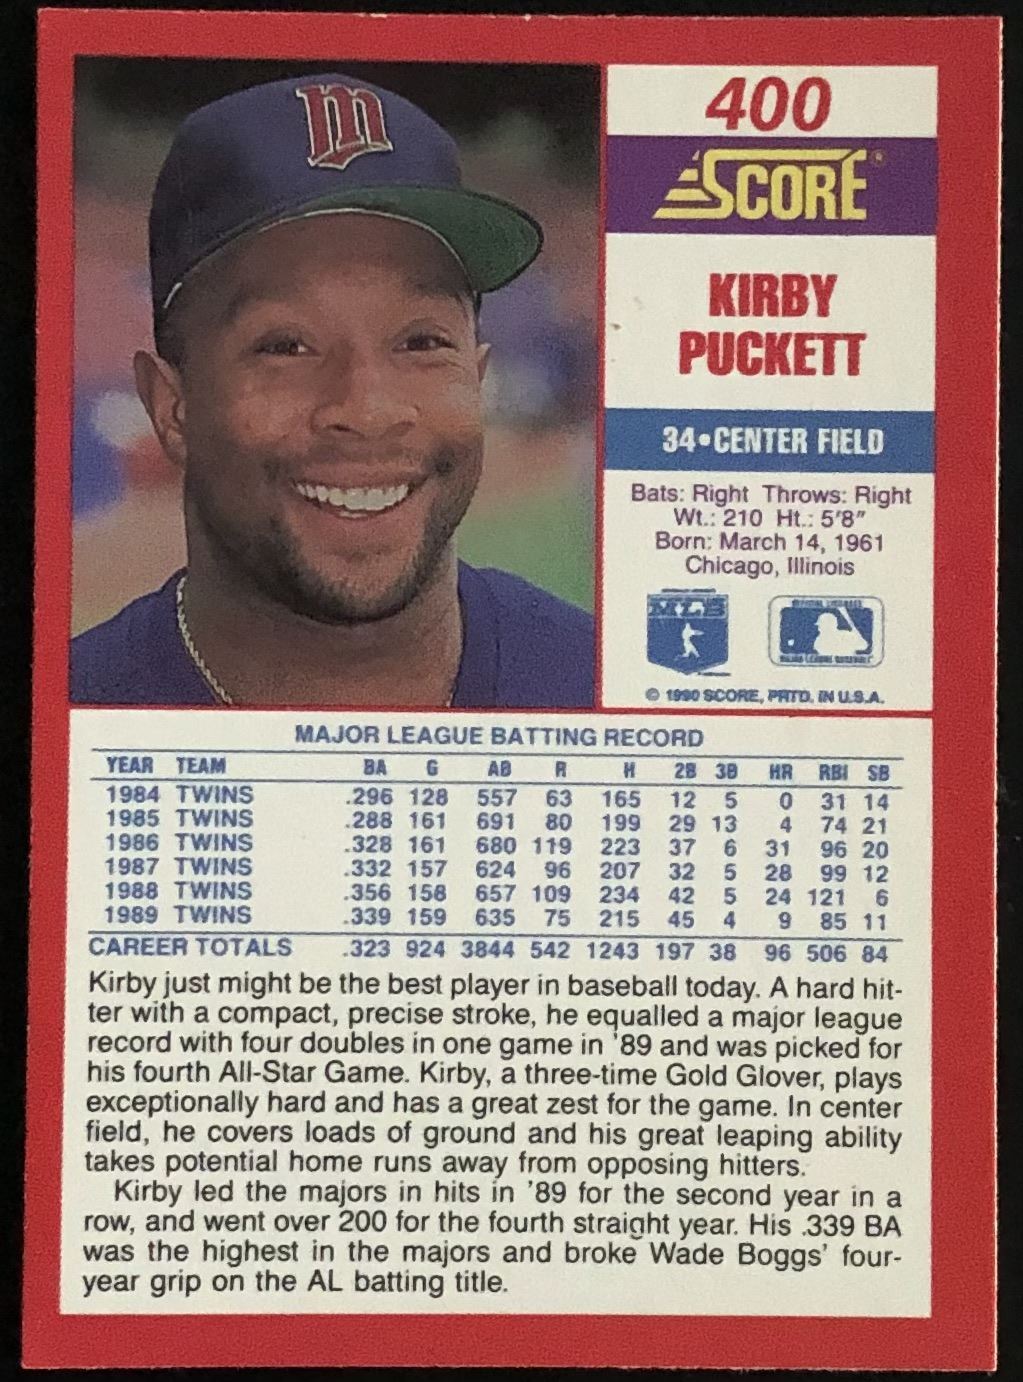 m
400
SCORE®
KIRBY
PUCKETT
34•CENTER FIELD
Bats: Right Throws: Right
Wt.: 210 Ht.: 5'8"
Born: March 14, 1961
Chicago, Illinois
MLB
OFFICIAL LICENSEE
MAJOR LEAGUE BASEBALL
© 1990 SCORE, PRTD. IN U.S.A.
MAJOR LEAGUE BATTING RECORD
YEAR TEAM BA G AB R H 2B 3B HR RBI SB
1984 TWINS .296 128 557 63 165 12 5 0 31 14
1985 TWINS .288 161 691 80 199 29 13 4 74 21
1986 TWINS .328 161 680 119 223 37 6 31 96 20
1987 TWINS .332 157 624 96 207 32 5 28 99 12
1988 TWINS .356 158 657 109 234 42 5 24 121 6
1989 TWINS .339 159 635 75 215 45 4 9 85 11
CAREER TOTALS .323 924 3844 542 1243 197 38 96 506 84
Kirby just might be the best player in baseball today. A hard hit-
ter with a compact, precise stroke, he equalled a major league
record with four doubles in one game in '89 and was picked for
his fourth All-Star Game. Kirby, a three-time Gold Glover, plays
exceptionally hard and has a great zest for the game. In center
field, he covers loads of ground and his great leaping ability
takes potential home runs away from opposing hitters.
Kirby led the majors in hits in '89 for the second year in a
row, and went over 200 for the fourth straight year. His .339 BA
was the highest in the majors and broke Wade Boggs' four-
year grip on the AL batting title.